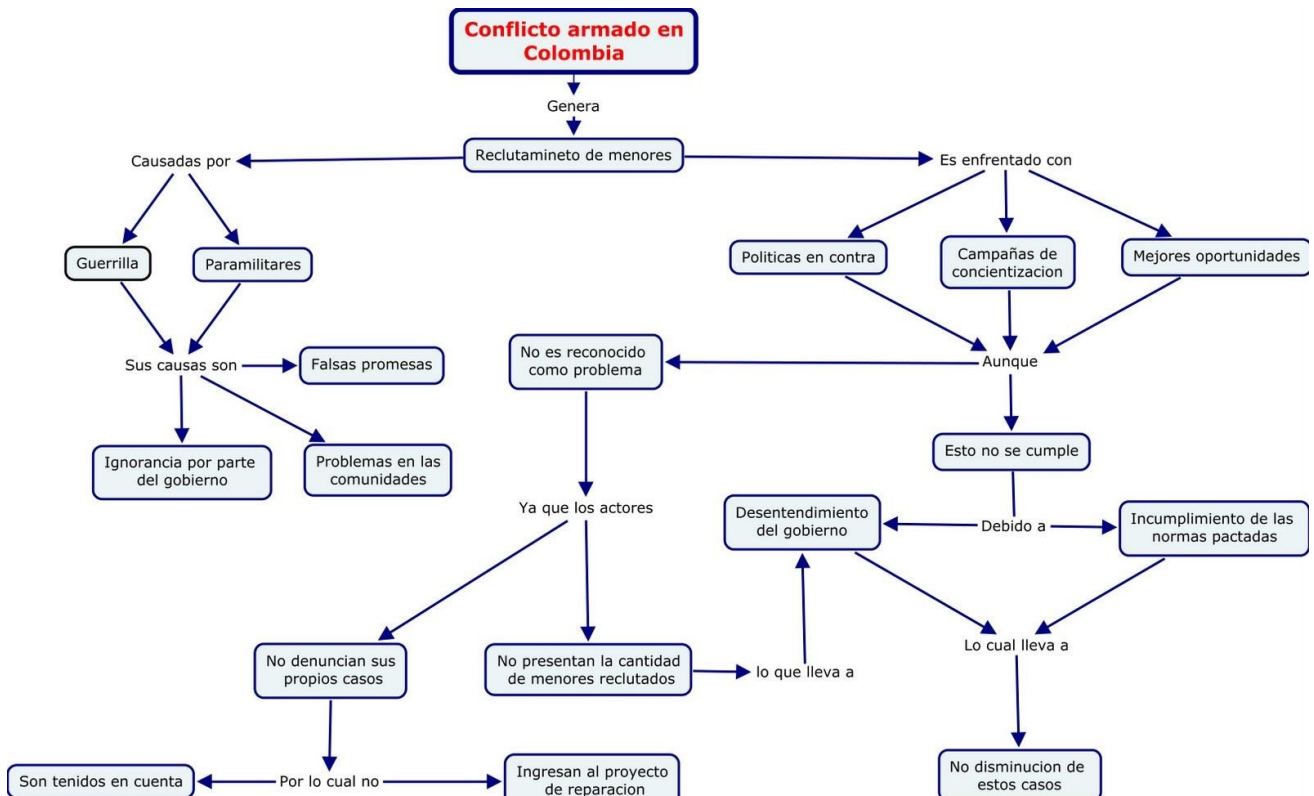 Conflicto armado en
Colombia
Genera
Causadas por
Reclutamineto de menores
Es enfrentado con
Guerrilla
Paramilitares
Politicas en contra
Campañas de
concientizacion
Mejores oportunidades
Sus causas son
Falsas promesas
No es reconocido
como problema
Aunque
Ignorancia por parte
del gobierno
Problemas en las
comunidades
Esto no se cumple
Ya que los actores
Desentendimiento
del gobierno
Debido a
Incumplimiento de las
normas pactadas
No denuncian sus
propios casos
No presentan la cantidad
de menores reclutados
lo que lleva a
Lo cual lleva a
Son tenidos en cuenta
Por lo cual no
Ingresan al proyecto
de reparacion
No disminucion de
estos casos